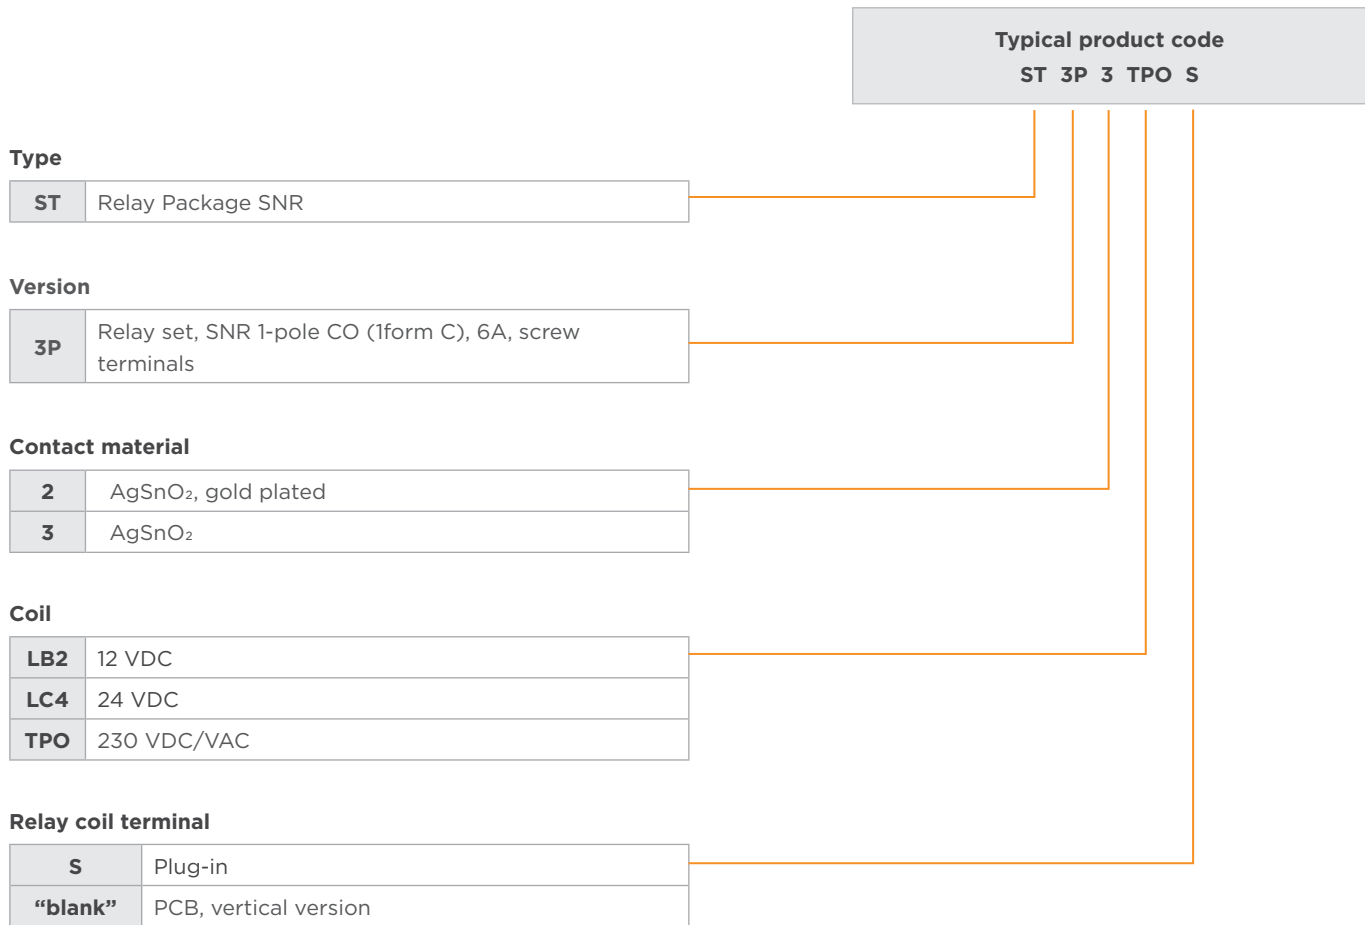 Typical product code
ST 3P 3 TPO S
Type
ST Relay Package SNR
Version
3P Relay set, SNR 1-pole CO (1form C), 6A, screw
terminals
Contact material
2 AgSnO₂, gold plated
3 AgSnO₂
Coil
LB2 12 VDC
LC4 24 VDC
TPO 230 VDC/VAC
Relay coil terminal
S Plug-in
“blank” PCB, vertical version